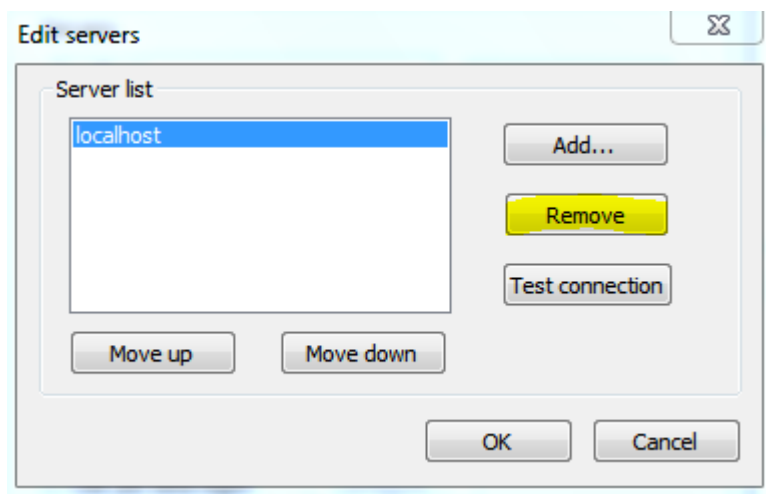 Edit servers
Server list
localhost
Add...
Remove
Test connection
Move up
Move down
OK
Cancel